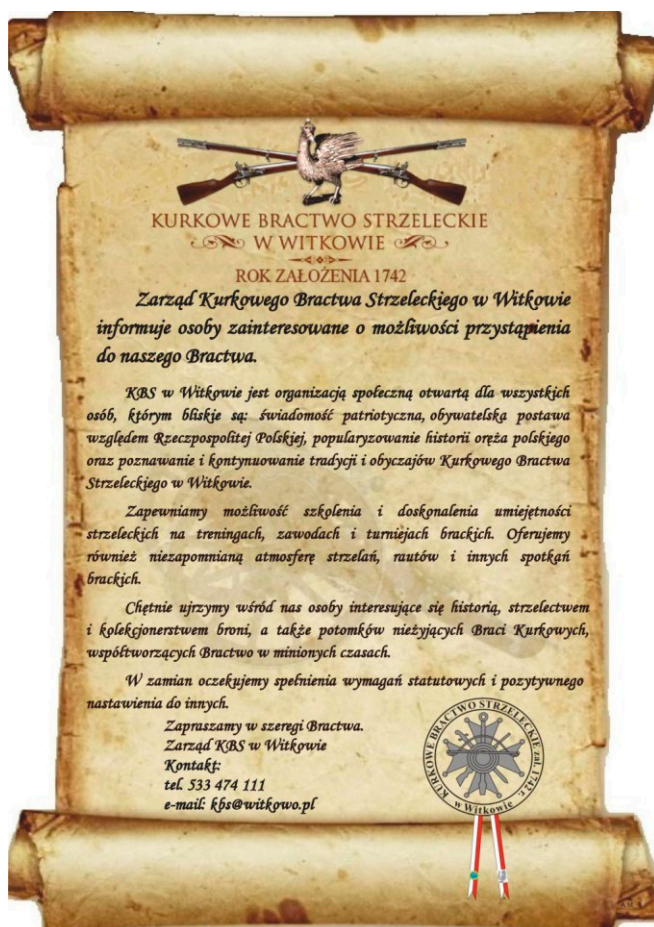 KURKOWE BRACTWO STRZELECKIE
W WITKOWIE
ROK ZAŁOŻENIA 1742
Zarząd Kurkowego Bractwa Strzeleckiego w Witkowie
informuje osoby zainteresowane o możliwości przystąpienia
do naszego Bractwa.
KBS w Witkowie jest organizacją społeczną otwartą dla wszystkich
osób, którym bliskie są: świadomość patriotyczna, obywatelska postawa
względem Rzeczpospolitej Polskiej, popularyzowanie historii oręża polskiego
oraz poznawanie i kontynuowanie tradycji i obyczajów Kurkowego Bractwa
Strzeleckiego w Witkowie.
Zapewniamy możliwość szkolenia i doskonalenia umiejętności
strzeleckich na treningach, zawodach i turniejach brackich. Oferujemy
również niezapomnianą atmosferę strzelań, rautów i innych spotkań
brackich.
Chętnie ujrzymy wśród nas osoby interesujące się historią, strzelectwem
i kolekcjonerstwem broni, a także potomków nieżyjących Braci Kurkowych,
współtworzących Bractwo w minionych czasach.
W zamian oczekujemy spełnienia wymagań statutowych i pozytywnego
nastawienia do innych.
Zapraszamy w szeregi Bractwa.
Zarząd KBS w Witkowie
Kontakt:
tel. 533 474 111
e-mail: kbs@witkowo.pl
KURKOWE BRACTWO STRZELECKIE zał. 1742 r.
w Witkowie